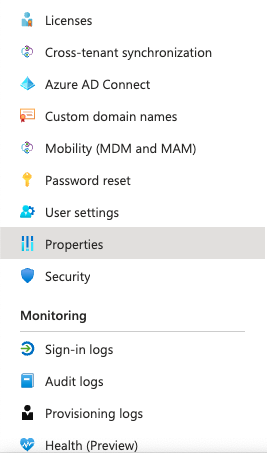 Licenses
Cross-tenant synchronization
Azure AD Connect
Custom domain names
Mobility (MDM and MAM)
Password reset
User settings
Properties
Security
Monitoring
Sign-in logs
Audit logs
Provisioning logs
Health (Preview)